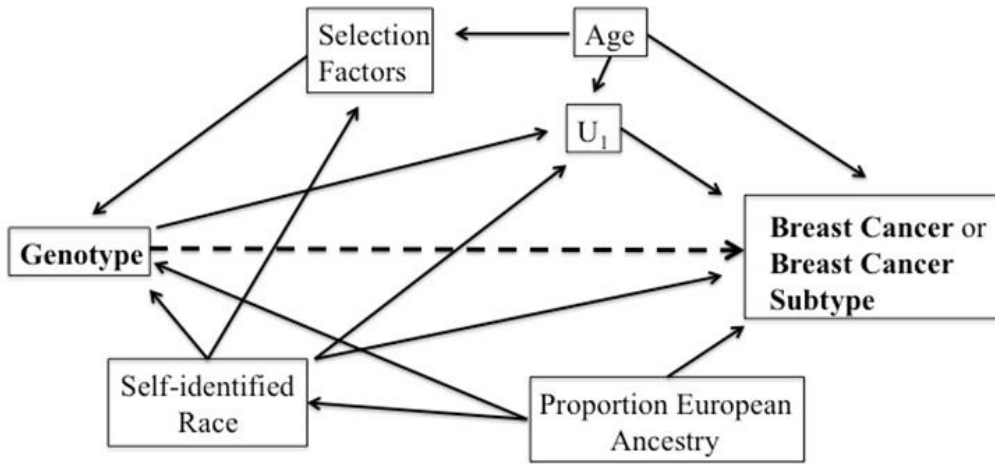 Selection
Factors
Age
U₁
Genotype
Breast Cancer or
Breast Cancer
Subtype
Self-identified
Race
Proportion European
Ancestry